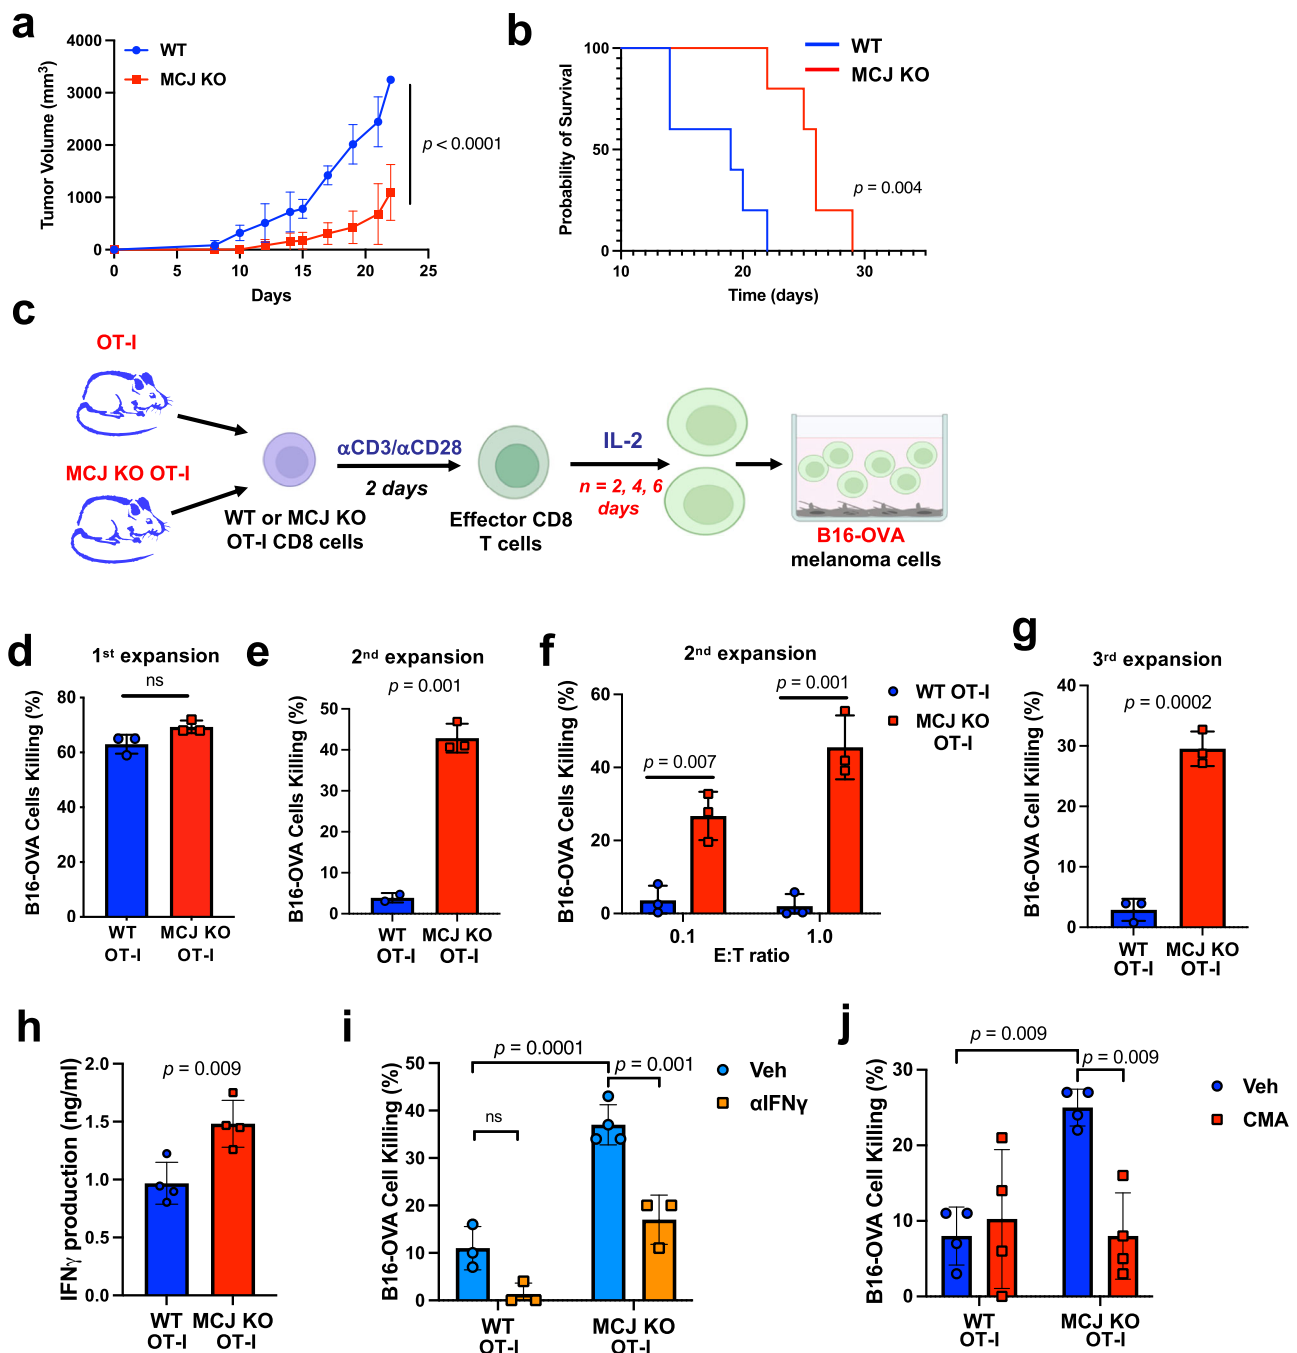 a
4000
3000
2000
1000
0
Tumor Volume (mm³)
WT
MCJ KO
p < 0.0001
0 5 10 15 20 25
Days
b
100
50
0
Probability of Survival
WT
MCJ KO
p = 0.004
10 20 30
Time (days)
c
OT-I
MCJ KO OT-I
WT or MCJ KO
OT-I CD8 cells
αCD3/αCD28
2 days
Effector CD8
T cells
IL-2
n = 2, 4, 6
days
B16-OVA
melanoma cells
d
1st expansion
ns
80
60
40
20
0
B16-OVA Cells Killing (%)
WT
OT-I
MCJ KO
OT-I
e
2nd expansion
p = 0.001
50
40
30
20
10
0
B16-OVA Cells Killing (%)
WT
OT-I
MCJ KO
OT-I
f
2nd expansion
p = 0.001
p = 0.007
60
40
20
0
B16-OVA Cells Killing (%)
0.1 1.0
E:T ratio
WT OT-I
MCJ KO
OT-I
g
3rd expansion
p = 0.0002
40
30
20
10
0
B16-OVA Cell Killing (%)
WT
OT-I
MCJ KO
OT-I
h
p = 0.009
2.0
1.5
1.0
0.5
0.0
IFNγ production (ng/ml)
WT
OT-I
MCJ KO
OT-I
i
p = 0.0001
p = 0.001
ns
50
40
30
20
10
0
B16-OVA Cell Killing (%)
WT
OT-I
MCJ KO
OT-I
Veh
αIFNγ
j
p = 0.009
p = 0.009
30
20
10
0
B16-OVA Cell Killing (%)
WT
OT-I
MCJ KO
OT-I
Veh
CMA